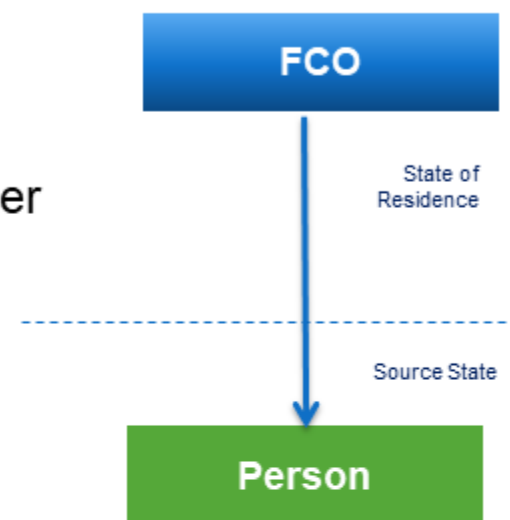 FCO
State of
Residence
er
Source State
Person